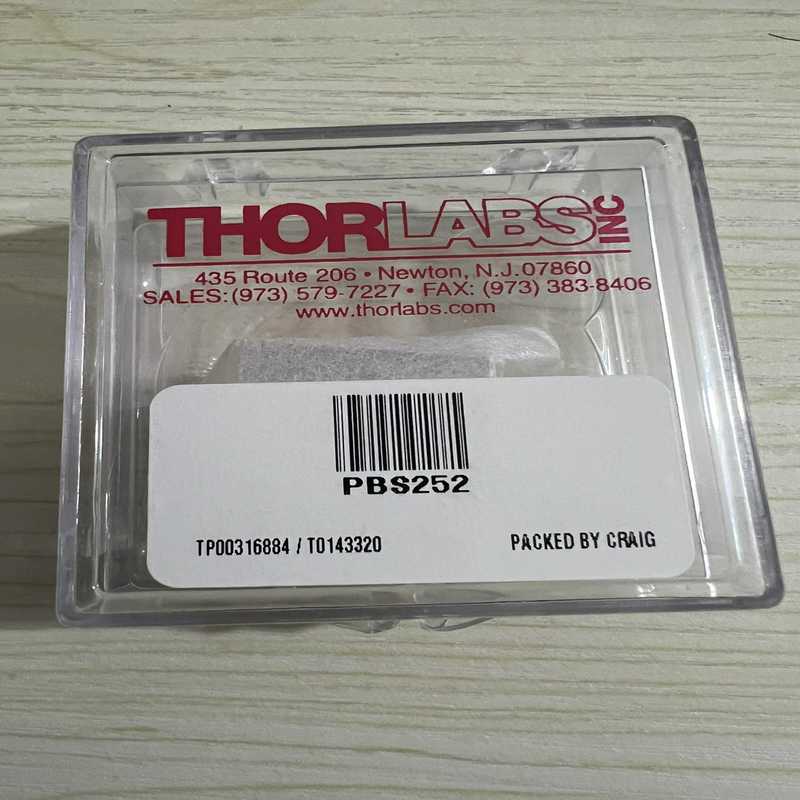 THORLABS INC
435 Route 206 • Newton, N.J.07860
SALES: (973) 579-7227 • FAX: (973) 383-8406
www.thorlabs.com
PBS252
TP00316884 / T0143320 PACKED BY CRAIG